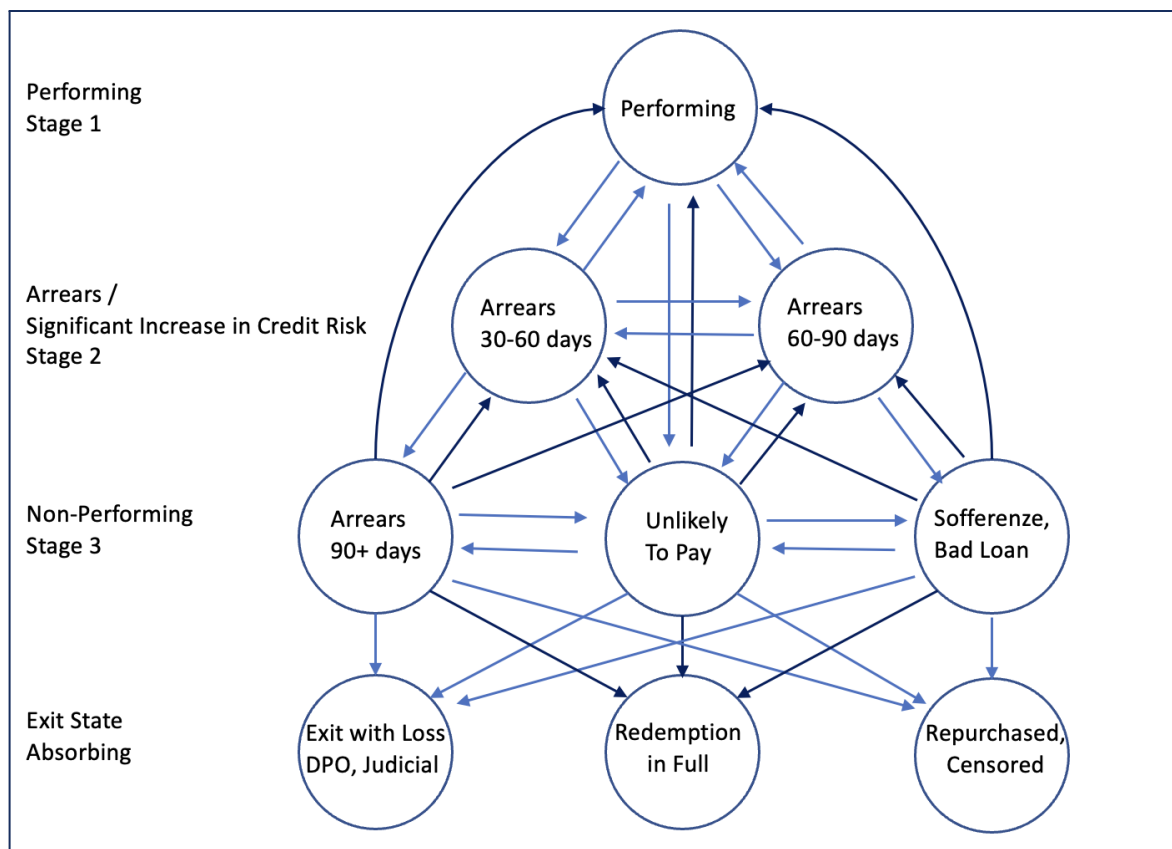 Performing
Stage 1
Performing
Arrears /
Significant Increase in Credit Risk
Stage 2
Arrears
30-60 days
Arrears
60-90 days
Non-Performing
Stage 3
Arrears
90+ days
Unlikely
To Pay
Sofferenze,
Bad Loan
Exit State
Absorbing
Exit with Loss
DPO, Judicial
Redemption
in Full
Repurchased,
Censored